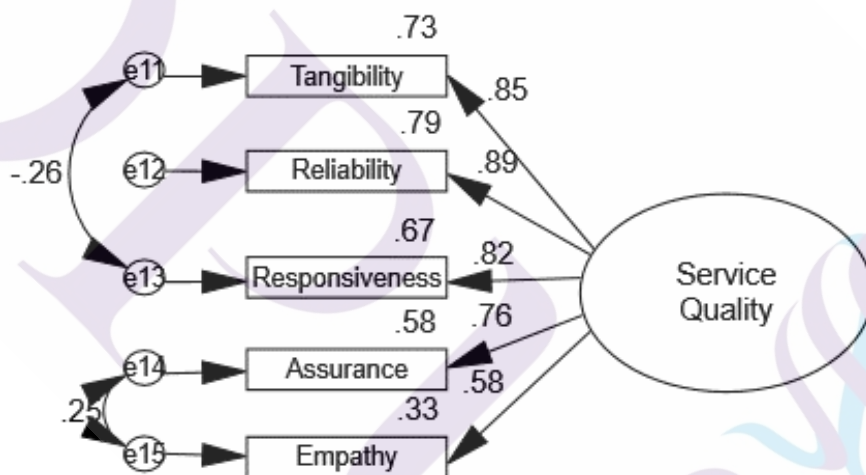 .73
e11
Tangibility
.85
.79
-.26
e12
Reliability
.89
.67
e13
Responsiveness
.82
Service
Quality
.58
.76
e14
Assurance
.58
.25
.33
e15
Empathy